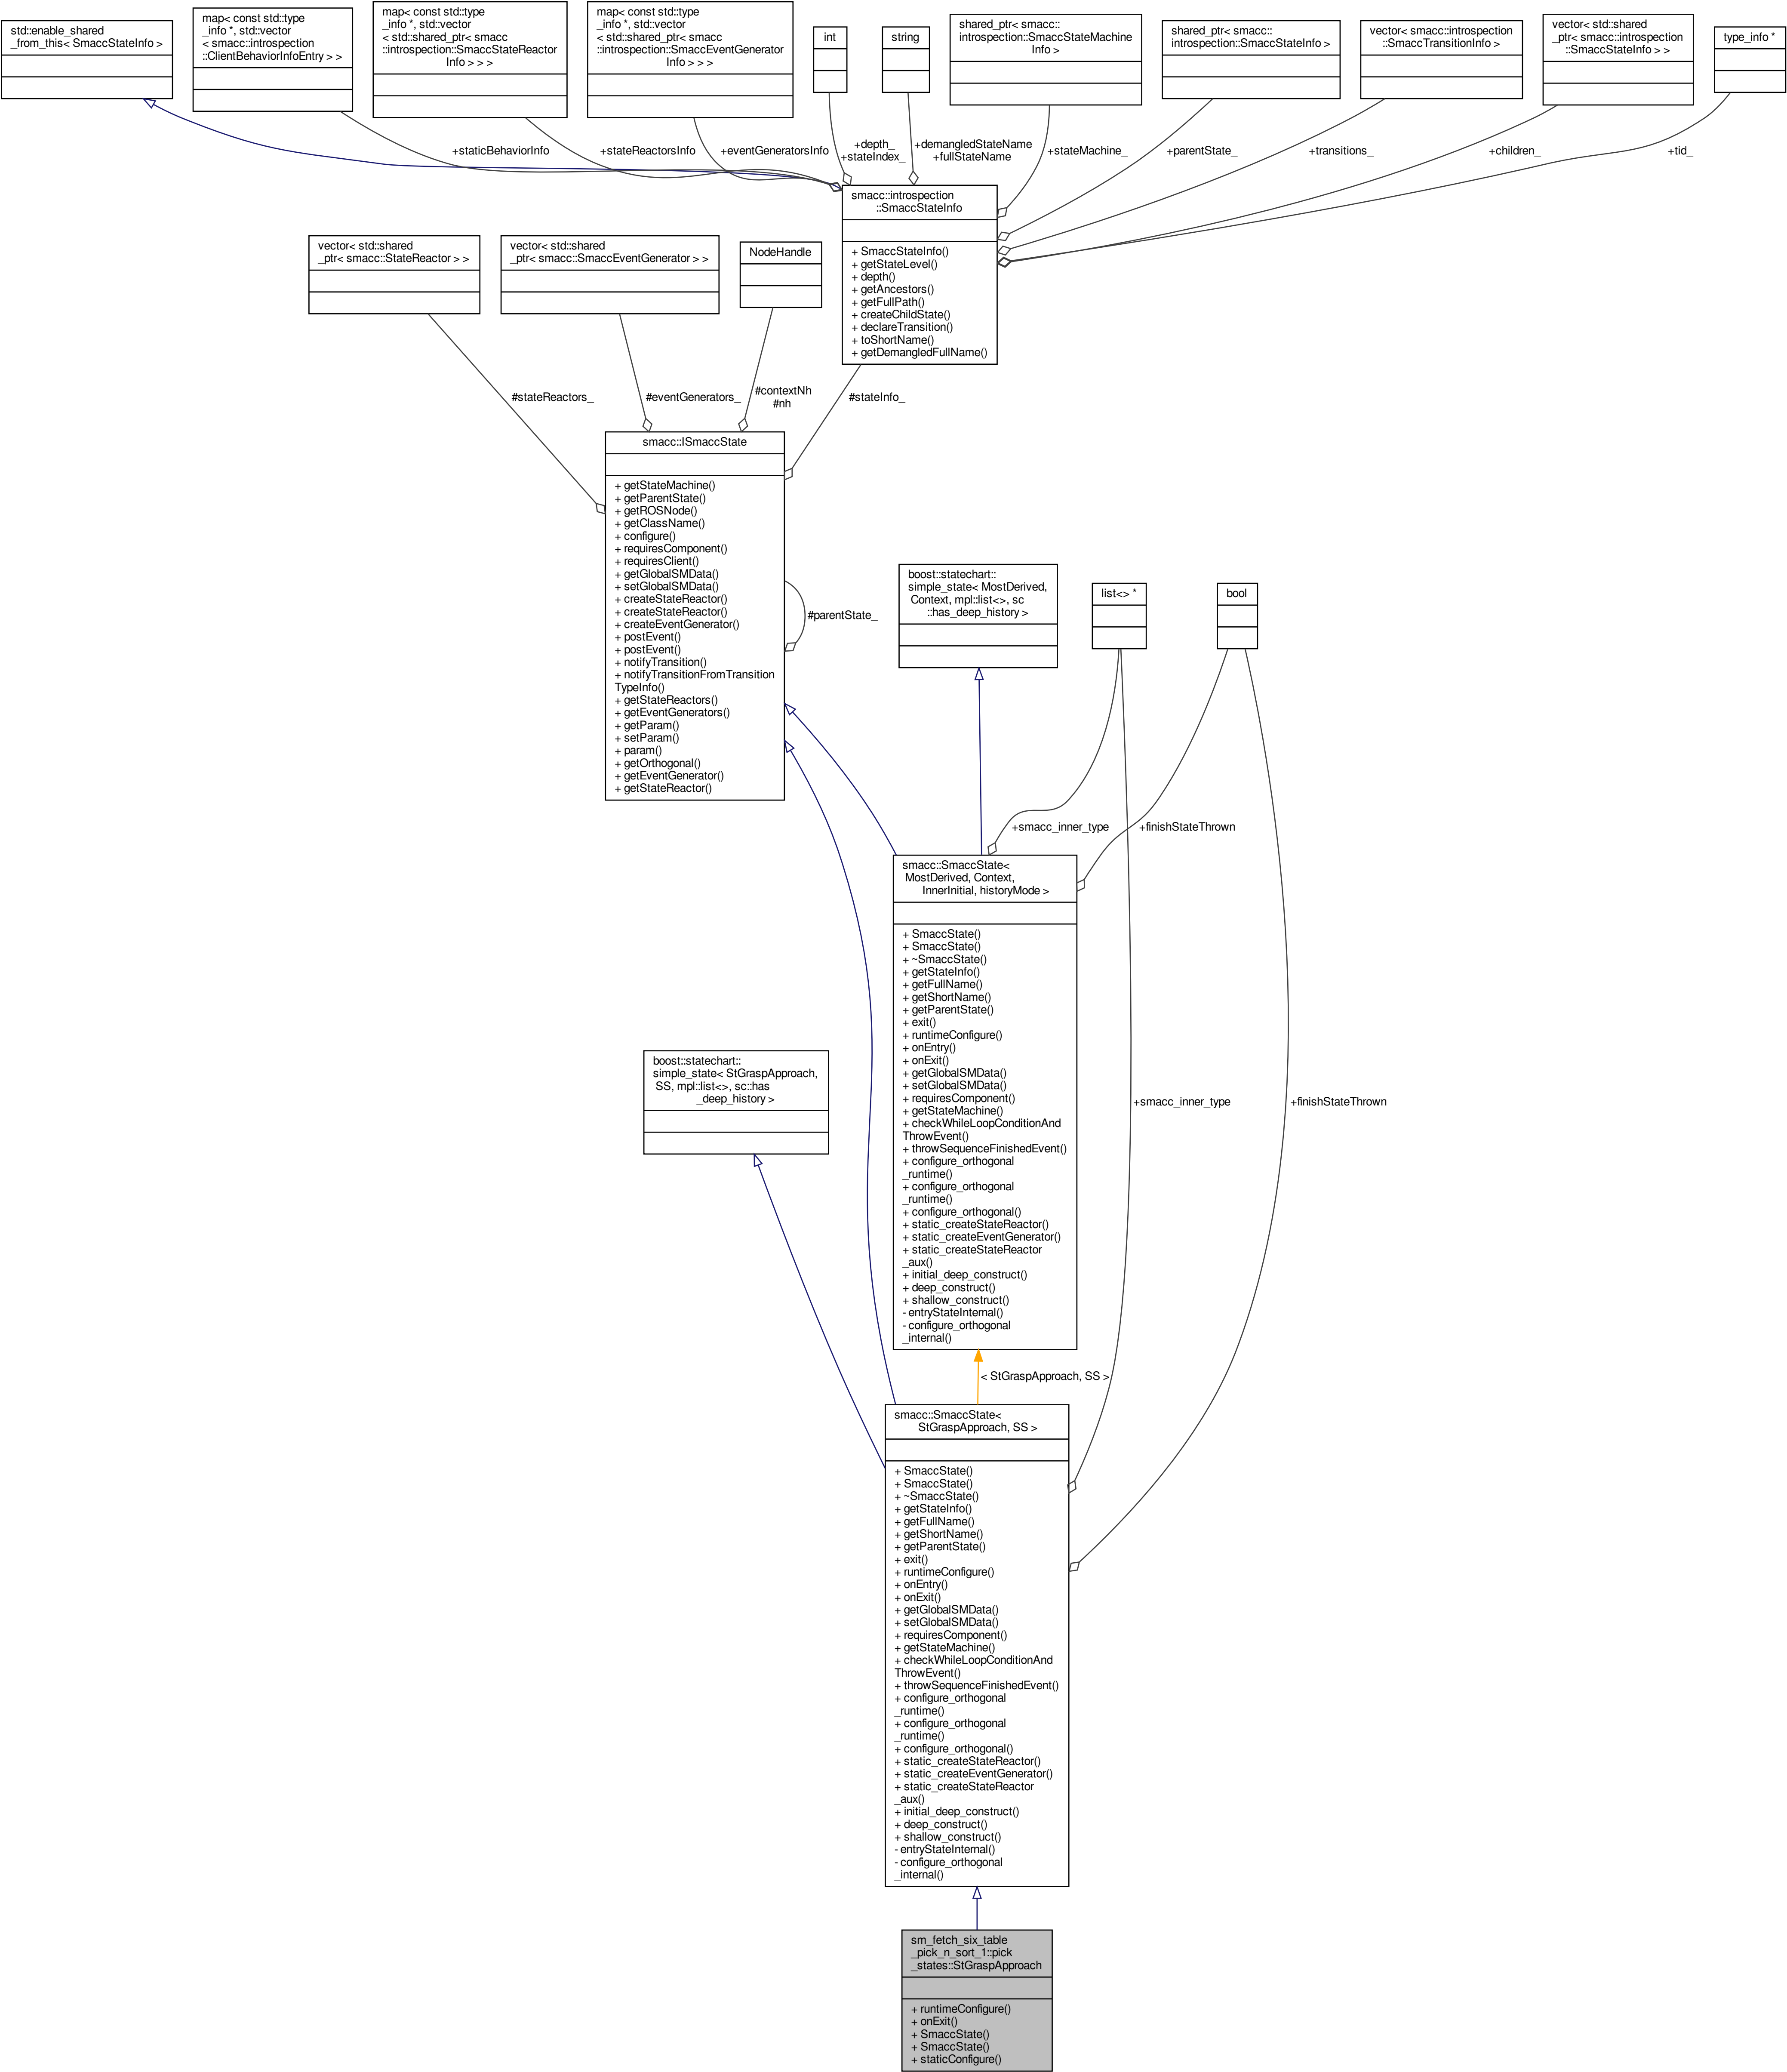 std::enable_shared
_from_this< SmaccStateInfo >
map< const std::type
_info *, std::vector
< smacc::introspection
::ClientBehaviorInfoEntry > >
map< const std::type
_info *, std::vector
< std::shared_ptr< smacc
::introspection::SmaccStateReactor
Info > > >
map< const std::type
_info *, std::vector
< std::shared_ptr< smacc
::introspection::SmaccEventGenerator
Info > > >
int
string
shared_ptr< smacc::
introspection::SmaccStateMachine
Info >
shared_ptr< smacc::
introspection::SmaccStateInfo >
vector< smacc::introspection
::SmaccTransitionInfo >
vector< std::shared
_ptr< smacc::introspection
::SmaccStateInfo > >
type_info *
+staticBehaviorInfo
+stateReactorsInfo
+eventGeneratorsInfo
+depth_
+stateIndex_
+demangledStateName
+fullStateName
+stateMachine_
+parentState_
+transitions_
+children_
+tid_
smacc::introspection
::SmaccStateInfo
+ SmaccStateInfo()
+ getStateLevel()
+ depth()
+ getAncestors()
+ getFullPath()
+ createChildState()
+ declareTransition()
+ toShortName()
+ getDemangledFullName()
vector< std::shared
_ptr< smacc::StateReactor > >
vector< std::shared
_ptr< smacc::SmaccEventGenerator > >
NodeHandle
#stateReactors_
#eventGenerators_
#contextNh
#nh
#stateInfo_
smacc::ISmaccState
+ getStateMachine()
+ getParentState()
+ getROSNode()
+ getClassName()
+ configure()
+ requiresComponent()
+ requiresClient()
+ getGlobalSMData()
+ setGlobalSMData()
+ createStateReactor()
+ createStateReactor()
+ createEventGenerator()
+ postEvent()
+ postEvent()
+ notifyTransition()
+ notifyTransitionFromTransition
TypeInfo()
+ getStateReactors()
+ getEventGenerators()
+ getParam()
+ setParam()
+ param()
+ getOrthogonal()
+ getEventGenerator()
+ getStateReactor()
#parentState_
boost::statechart::
simple_state< MostDerived,
Context, mpl::list<>, sc
::has_deep_history >
list<> *
bool
+smacc_inner_type
+finishStateThrown
smacc::SmaccState<
MostDerived, Context,
InnerInitial, historyMode >
+ SmaccState()
+ SmaccState()
+ ~SmaccState()
+ getStateInfo()
+ getFullName()
+ getShortName()
+ getParentState()
+ exit()
+ runtimeConfigure()
+ onEntry()
+ onExit()
+ getGlobalSMData()
+ setGlobalSMData()
+ requiresComponent()
+ getStateMachine()
+ checkWhileLoopConditionAnd
ThrowEvent()
+ throwSequenceFinishedEvent()
+ configure_orthogonal
_runtime()
+ configure_orthogonal
_runtime()
+ configure_orthogonal()
+ static_createStateReactor()
+ static_createEventGenerator()
+ static_createStateReactor
_aux()
+ initial_deep_construct()
+ deep_construct()
+ shallow_construct()
- entryStateInternal()
- configure_orthogonal
_internal()
boost::statechart::
simple_state< StGraspApproach,
SS, mpl::list<>, sc::has
_deep_history >
+smacc_inner_type
+finishStateThrown
< StGraspApproach, SS >
smacc::SmaccState<
StGraspApproach, SS >
+ SmaccState()
+ SmaccState()
+ ~SmaccState()
+ getStateInfo()
+ getFullName()
+ getShortName()
+ getParentState()
+ exit()
+ runtimeConfigure()
+ onEntry()
+ onExit()
+ getGlobalSMData()
+ setGlobalSMData()
+ requiresComponent()
+ getStateMachine()
+ checkWhileLoopConditionAnd
ThrowEvent()
+ throwSequenceFinishedEvent()
+ configure_orthogonal
_runtime()
+ configure_orthogonal
_runtime()
+ configure_orthogonal()
+ static_createStateReactor()
+ static_createEventGenerator()
+ static_createStateReactor
_aux()
+ initial_deep_construct()
+ deep_construct()
+ shallow_construct()
- entryStateInternal()
- configure_orthogonal
_internal()
sm_fetch_six_table
_pick_n_sort_1::pick
_states::StGraspApproach
+ runtimeConfigure()
+ onExit()
+ SmaccState()
+ SmaccState()
+ staticConfigure()